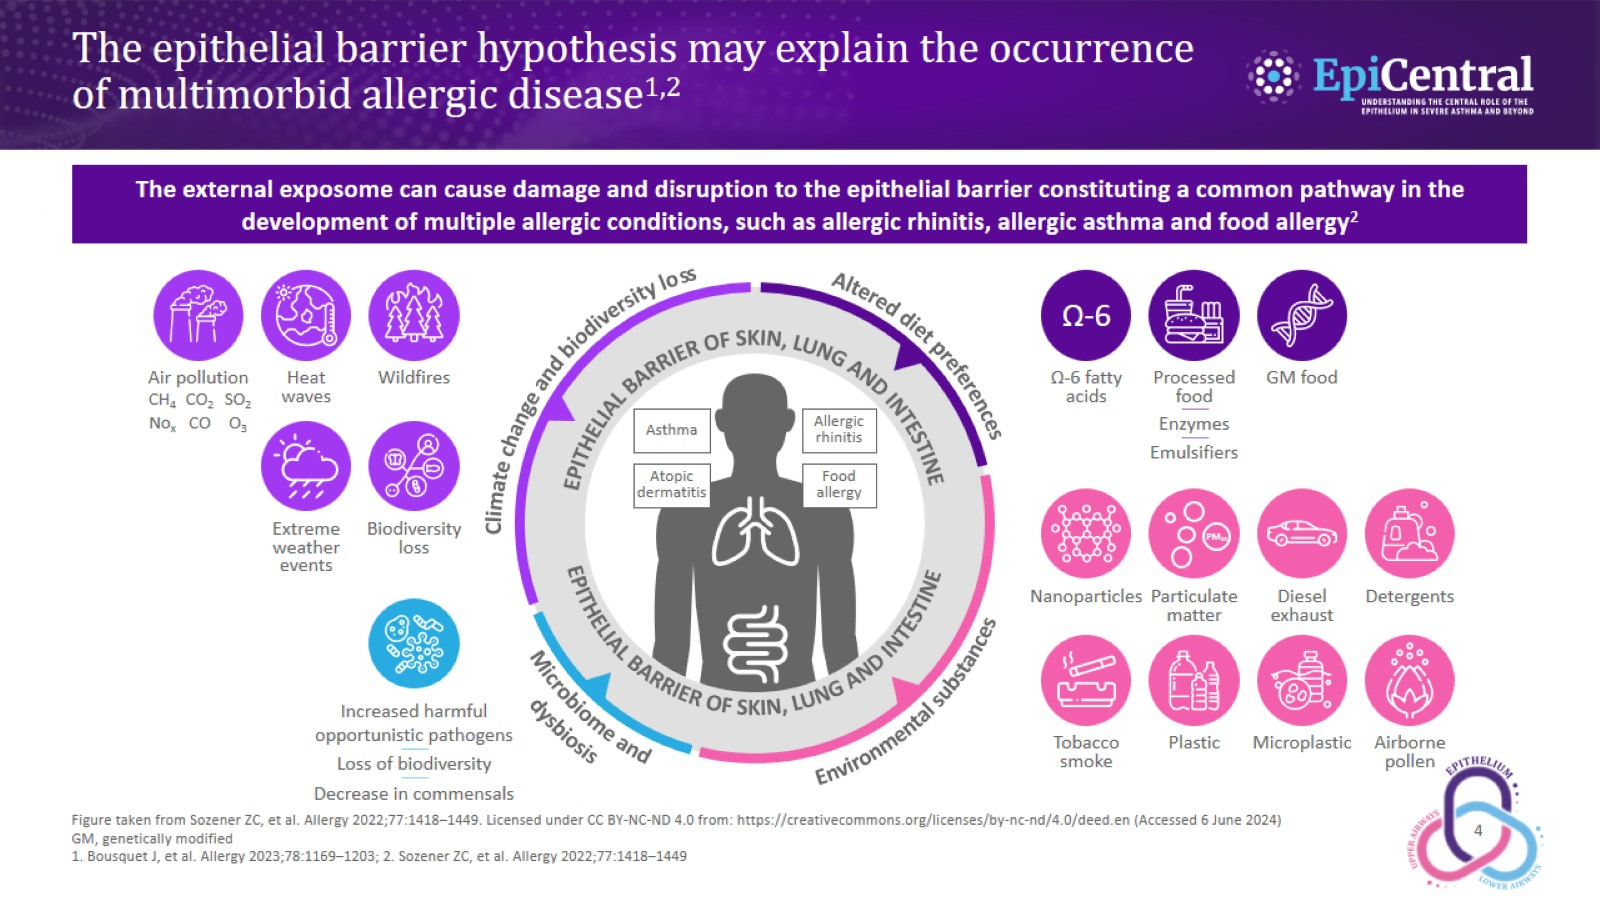 The epithelial barrier hypothesis may explain the occurrence
of multimorbid allergic disease1,2
EpiCentral
UNDERSTANDING THE CENTRAL ROLE OF THE
EPITHELIUM IN SEVERE ASTHMA AND BEYOND
The external exposome can cause damage and disruption to the epithelial barrier constituting a common pathway in the
development of multiple allergic conditions, such as allergic rhinitis, allergic asthma and food allergy2
Air pollution
CH4 CO2 SO2
Nox CO O3
Heat
waves
Wildfires
Extreme
weather
events
Biodiversity
loss
Increased harmful
opportunistic pathogens
Loss of biodiversity
Decrease in commensals
Climate change and biodiversity loss
Altered diet preferences
Microbiome and
dysbiosis
Environmental substances
EPITHELIAL BARRIER OF SKIN, LUNG AND INTESTINE
Asthma
Allergic
rhinitis
Atopic
dermatitis
Food
allergy
EPITHELIAL BARRIER OF SKIN, LUNG AND INTESTINE
Ω-6
Ω-6 fatty
acids
Processed
food
Enzymes
Emulsifiers
GM food
Nanoparticles
PM10
Particulate
matter
Diesel
exhaust
Detergents
Tobacco
smoke
Plastic
Microplastic
Airborne
pollen
Figure taken from Sozener ZC, et al. Allergy 2022;77:1418–1449. Licensed under CC BY-NC-ND 4.0 from: https://creativecommons.org/licenses/by-nc-nd/4.0/deed.en (Accessed 6 June 2024)
GM, genetically modified
1. Bousquet J, et al. Allergy 2023;78:1169–1203; 2. Sozener ZC, et al. Allergy 2022;77:1418–1449
EPITHELIUM
UPPER AIRWAYS
LOWER AIRWAYS
4